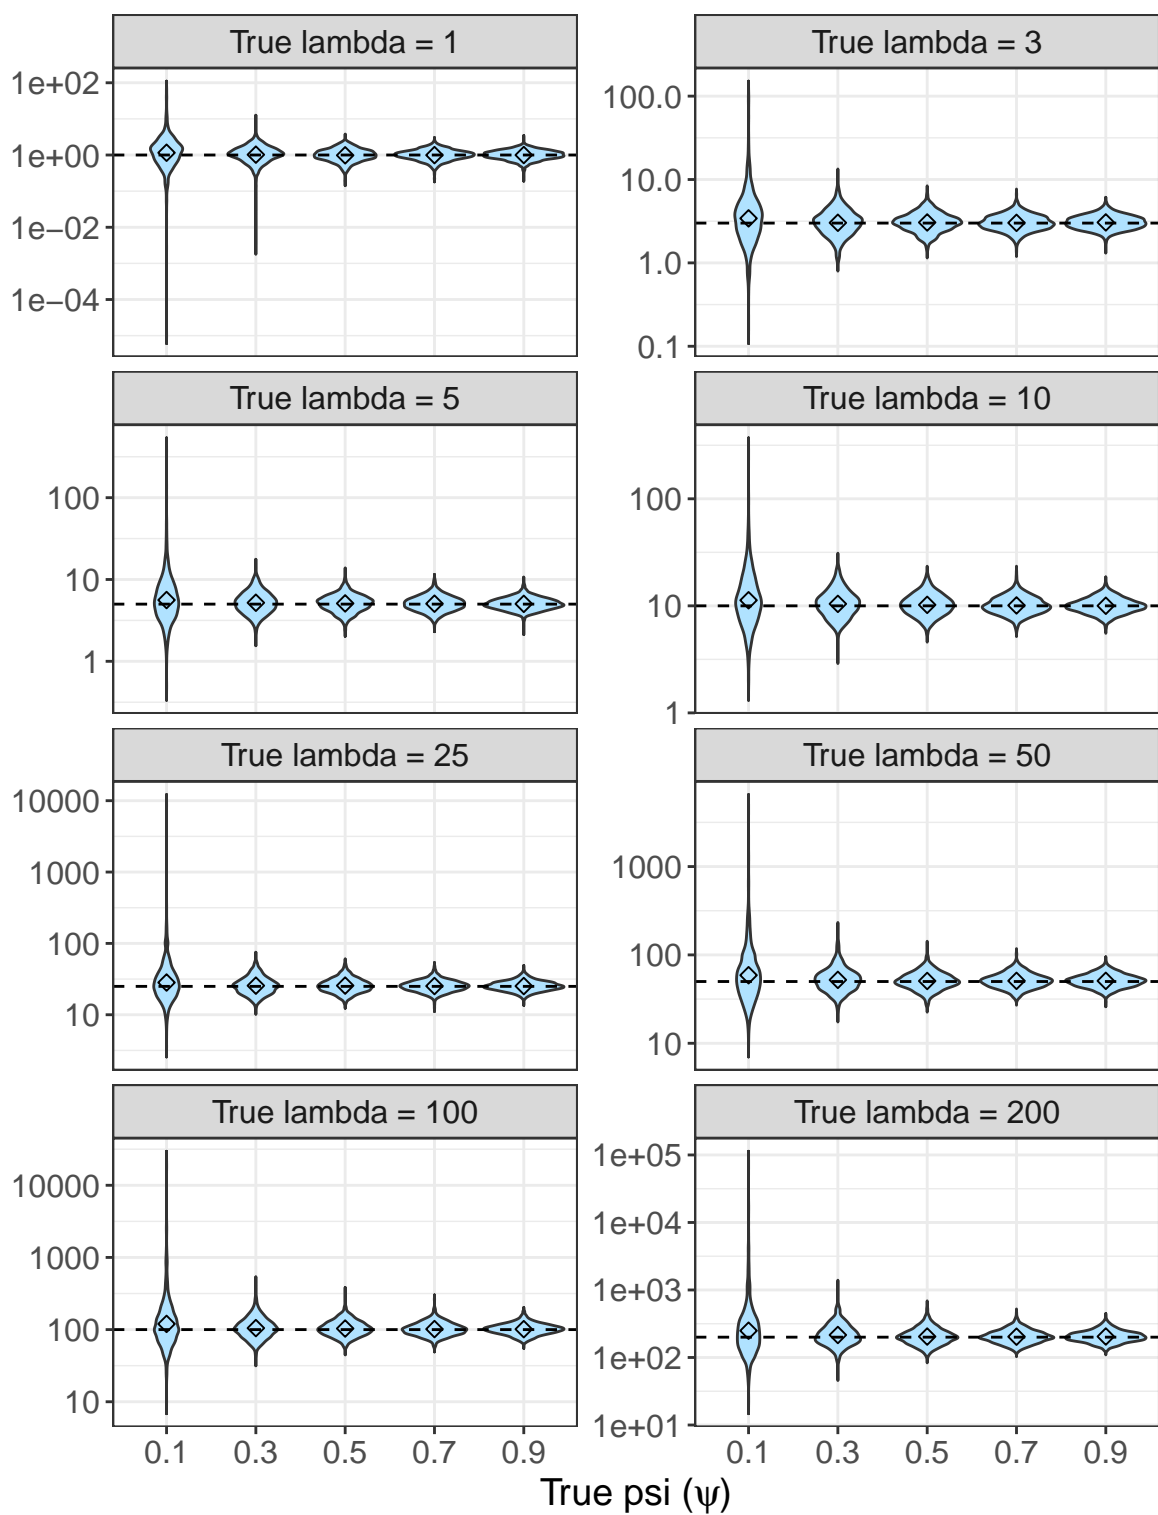 True lambda = 1
1e+02
1e+00
1e−02
1e−04
True lambda = 3
100.0
10.0
1.0
0.1
True lambda = 5
100
10
1
True lambda = 10
100
10
1
True lambda = 25
10000
1000
100
10
True lambda = 50
1000
100
10
True lambda = 100
10000
1000
100
10
True lambda = 200
1e+05
1e+04
1e+03
1e+02
1e+01
0.1 0.3 0.5 0.7 0.9
0.1 0.3 0.5 0.7 0.9
True psi (ψ)